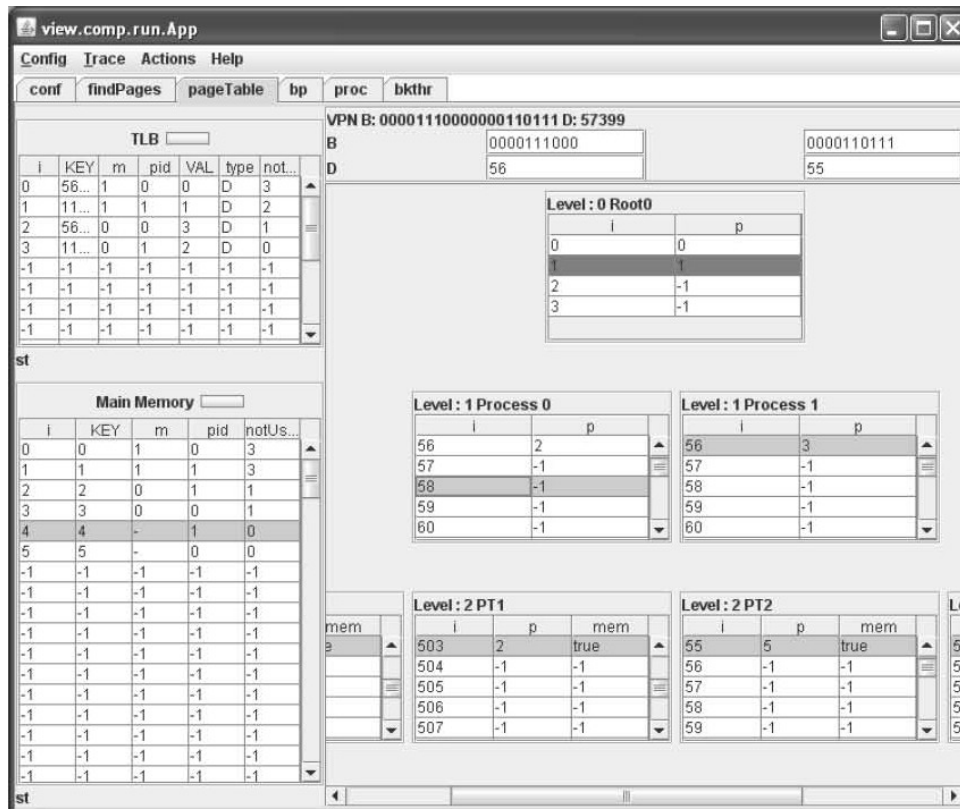 view.comp.run.App
Config Trace Actions Help
conf findPages pageTable bp proc bkthr
TLB
i KEY m pid VAL type not...
0 56... 1 0 0 D 3
1 11... 1 1 1 D 2
2 56... 0 0 3 D 1
3 11... 0 1 2 D 0
-1 -1 -1 -1 -1 -1 -1
-1 -1 -1 -1 -1 -1 -1
-1 -1 -1 -1 -1 -1 -1
-1 -1 -1 -1 -1 -1 -1
st
Main Memory
i KEY m pid notUs...
0 0 1 0 3
1 1 1 1 3
2 2 0 1 1
3 3 0 0 1
4 4 - 1 0
5 5 - 0 0
-1 -1 -1 -1 -1
-1 -1 -1 -1 -1
-1 -1 -1 -1 -1
-1 -1 -1 -1 -1
-1 -1 -1 -1 -1
-1 -1 -1 -1 -1
-1 -1 -1 -1 -1
-1 -1 -1 -1 -1
-1 -1 -1 -1 -1
-1 -1 -1 -1 -1
-1 -1 -1 -1 -1
st
VPN B: 00001110000000110111 D: 57399
B 0000111000 0000110111
D 56 55
Level : 0 Root0
i p
0 0
1 1
2 -1
3 -1
Level : 1 Process 0
i p
56 2
57 -1
58 -1
59 -1
60 -1
Level : 1 Process 1
i p
56 3
57 -1
58 -1
59 -1
60 -1
mem
Level : 2 PT1
i p mem
503 2 true
504 -1 -1
505 -1 -1
506 -1 -1
507 -1 -1
Level : 2 PT2
i p mem
55 5 true
56 -1 -1
57 -1 -1
58 -1 -1
59 -1 -1